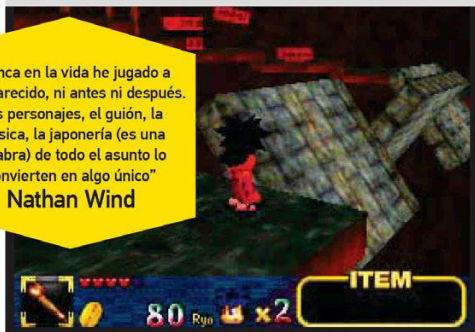 nca en la vida he jugado a
arecido, ni antes ni después.
s personajes, el guión, la
sica, la japonería (es una
abra) de todo el asunto lo
onvierten en algo único”
Nathan Wind
ITEM
80 Ryo x2